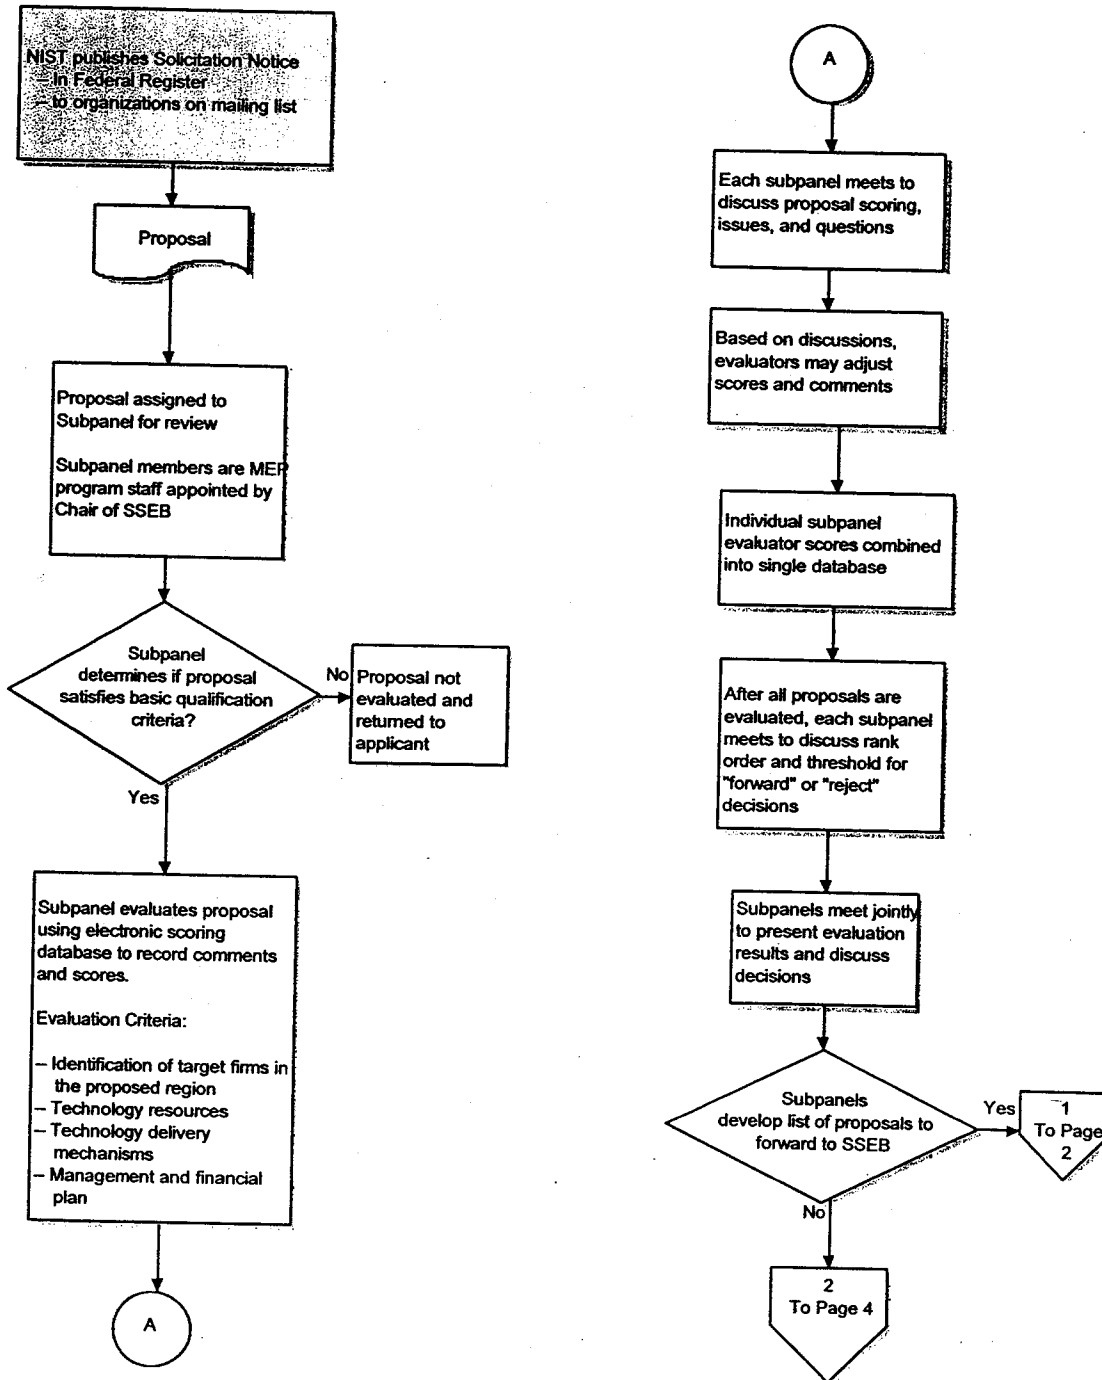 NIST publishes Solicitation Notice
– In Federal Register
– to organizations on mailing list
Proposal
Proposal assigned to
Subpanel for review
Subpanel members are MEP
program staff appointed by
Chair of SSEB
Subpanel
determines if proposal
satisfies basic qualification
criteria?
No
Proposal not
evaluated and
returned to
applicant
Yes
Subpanel evaluates proposal
using electronic scoring
database to record comments
and scores.
Evaluation Criteria:
– Identification of target firms in
the proposed region
– Technology resources
– Technology delivery
mechanisms
– Management and financial
plan
A
A
Each subpanel meets to
discuss proposal scoring,
issues, and questions
Based on discussions,
evaluators may adjust
scores and comments
Individual subpanel
evaluator scores combined
into single database
After all proposals are
evaluated, each subpanel
meets to discuss rank
order and threshold for
"forward" or "reject"
decisions
Subpanels meet jointly
to present evaluation
results and discuss
decisions
Subpanels
develop list of proposals to
forward to SSEB
Yes
1
To Page
2
No
2
To Page 4